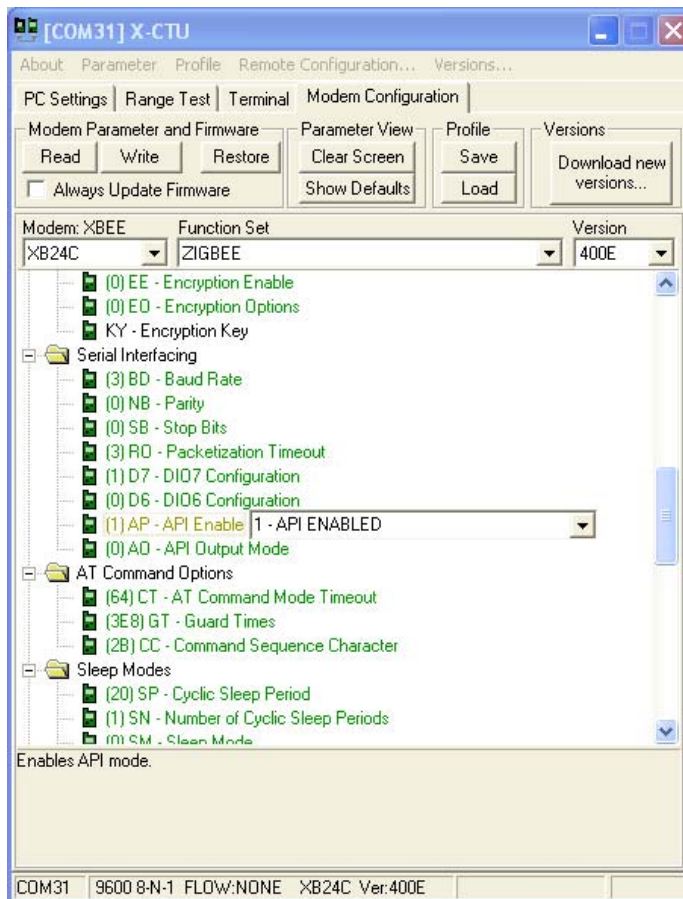 [COM31] X-CTU
About Parameter Profile Remote Configuration... Versions...
PC Settings Range Test Terminal Modem Configuration
Modem Parameter and Firmware Parameter View Profile Versions
Read Write Restore Clear Screen Save Download new versions...
Always Update Firmware Show Defaults Load
Modem: XBEE Function Set Version
XB24C ZIGBEE 400E
(0) EE - Encryption Enable
(0) EO - Encryption Options
KY - Encryption Key
Serial Interfacing
(3) BD - Baud Rate
(0) NB - Parity
(0) SB - Stop Bits
(3) RO - Packetization Timeout
(1) D7 - DIO7 Configuration
(0) D6 - DIO6 Configuration
(1) AP - API Enable 1 - API ENABLED
(0) AO - API Output Mode
AT Command Options
(64) CT - AT Command Mode Timeout
(3E8) GT - Guard Times
(2B) CC - Command Sequence Character
Sleep Modes
(20) SP - Cyclic Sleep Period
(1) SN - Number of Cyclic Sleep Periods
(0) SM - Sleep Mode
Enables API mode.
COM31 9600 8-N-1 FLOW:NONE XB24C Ver:400E